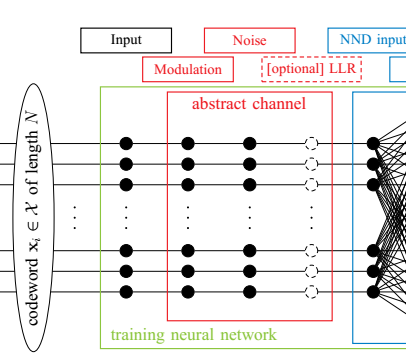 Input
Noise
NND input
Modulation
[optional] LLR
abstract channel
codeword x_i ∈ 𝒳 of length N
training neural network